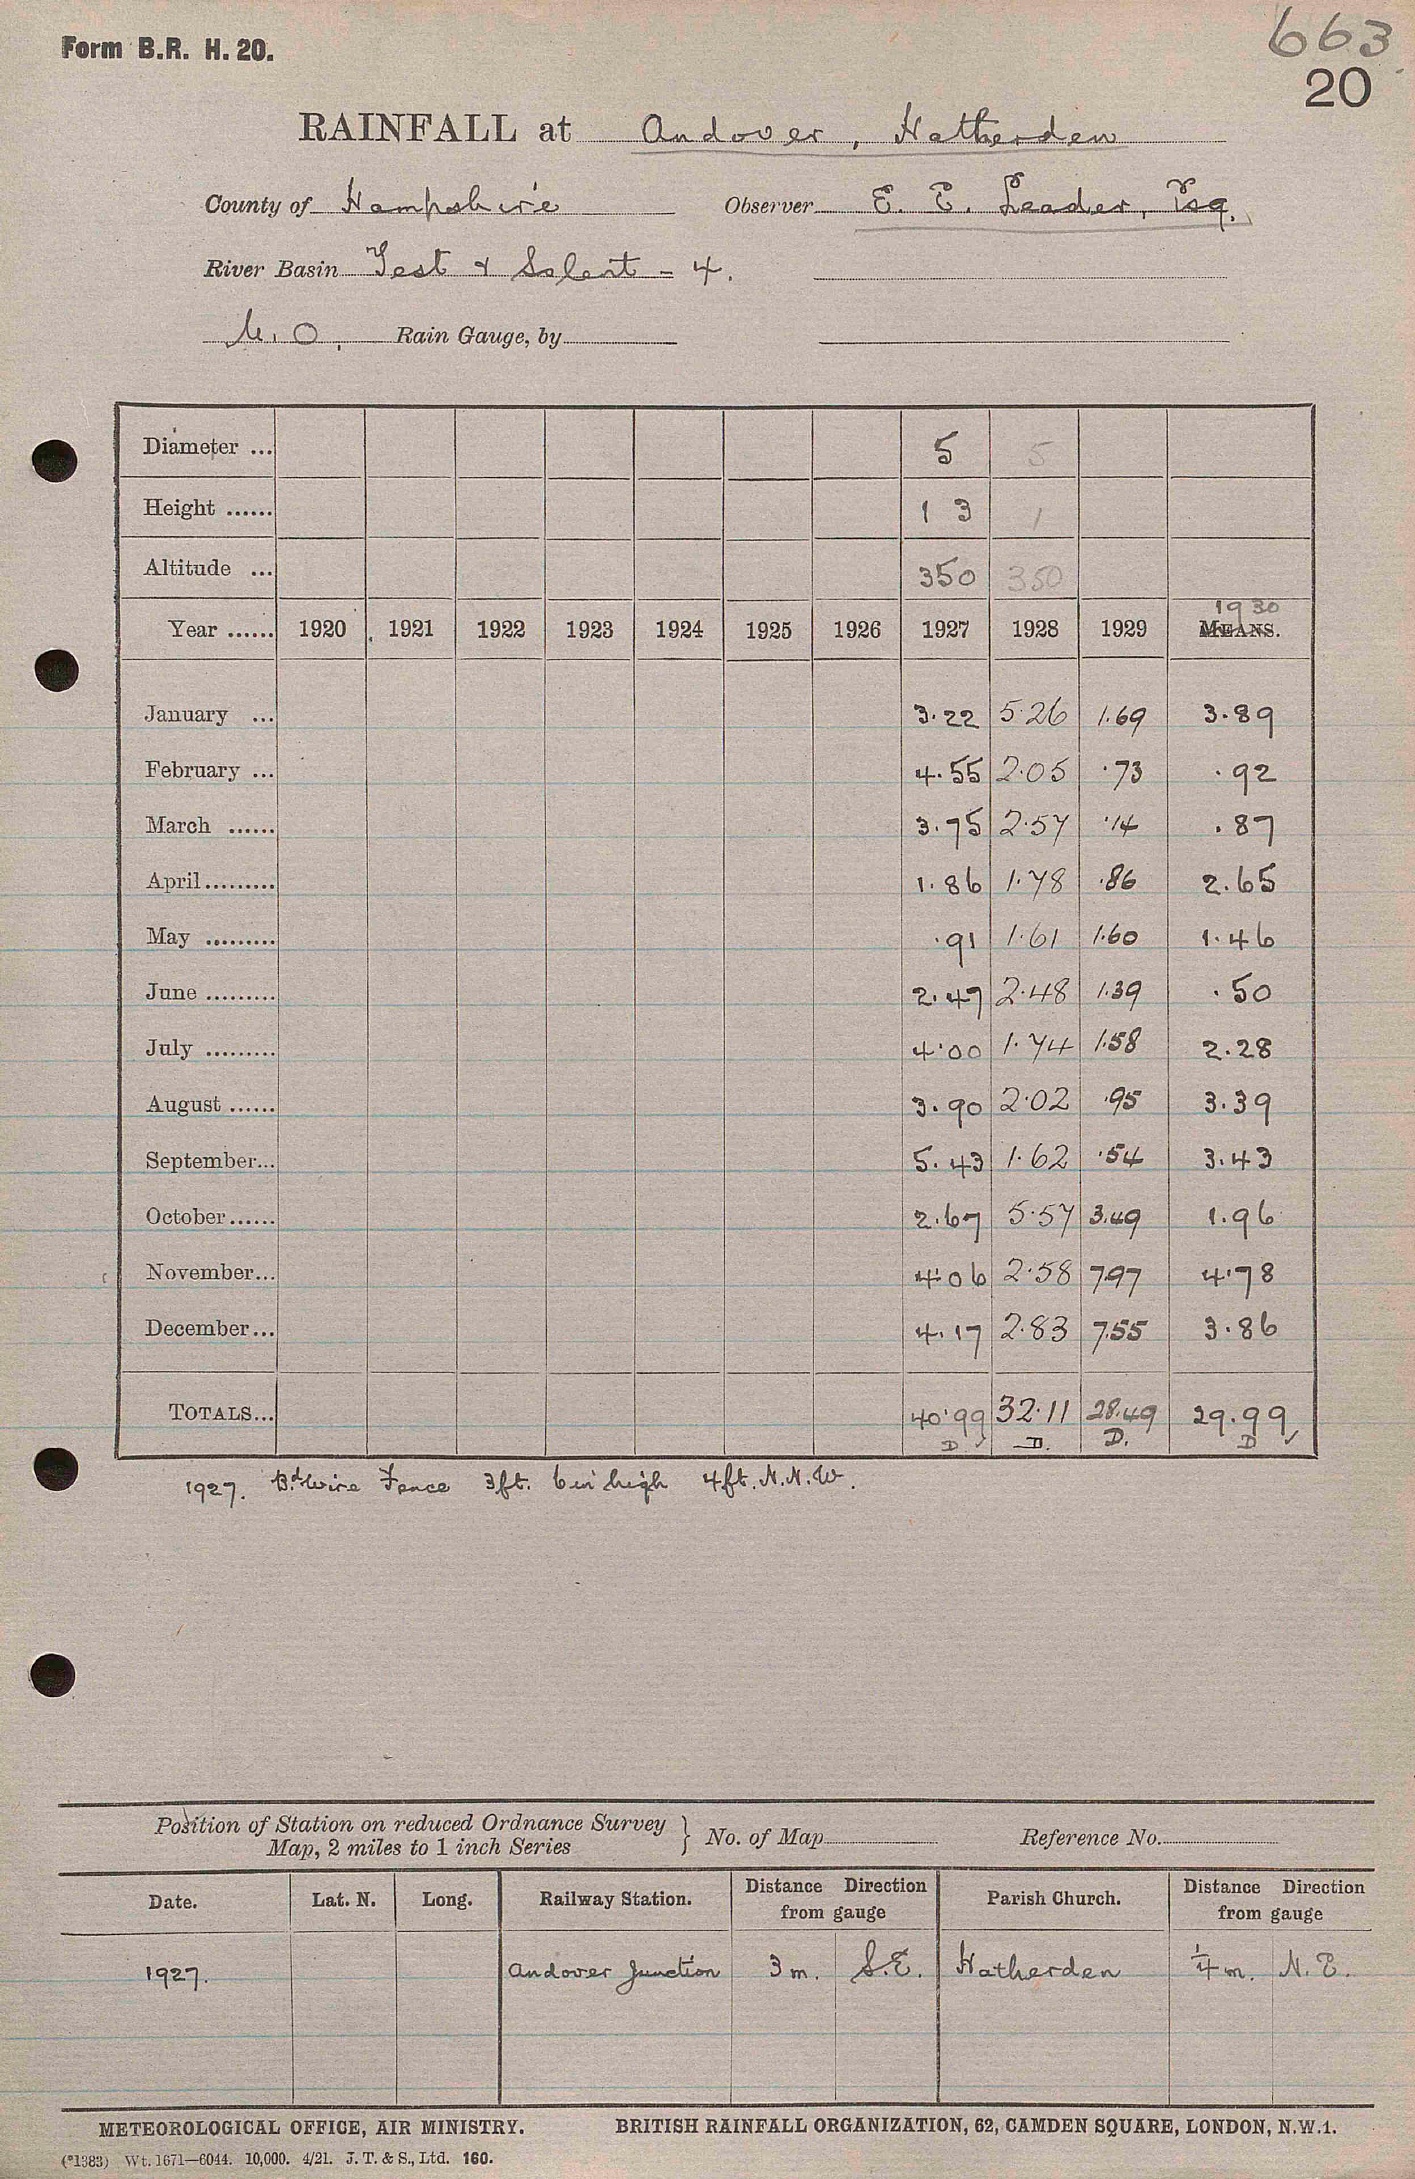 Form B.R. H. 20.
663
20
RAINFALL at Andover, Hatherden
County of Hampshire Observer E. E. Leader, Esq.
River Basin Test & Solent - 4.
M. O. Rain Gauge, by
Diameter ... 5 5
Height ...... 1 3 1
Altitude ... 350 350
1930
Year ...... 1920 1921 1922 1923 1924 1925 1926 1927 1928 1929 MEANS.
January ... 3.22 5.26 1.69 3.89
February ... 4.55 2.05 .73 .92
March ...... 3.75 2.57 .14 .87
April......... 1.86 1.78 .86 2.65
May ......... .91 1.61 1.60 1.46
June ......... 2.47 2.48 1.39 .50
July ......... 4.00 1.74 1.58 2.28
August ...... 3.90 2.02 .95 3.39
September... 5.43 1.62 .54 3.43
October...... 2.67 5.57 3.49 1.96
November... 4.06 2.58 7.97 4.78
December... 4.17 2.83 7.55 3.86
TOTALS... 40.99 32.11 28.49 29.99
D ✓ D. D. D ✓
1927. Bd. Wire Fence 3ft. 6in high 4ft. N.N.W.
Position of Station on reduced Ordnance Survey
Map, 2 miles to 1 inch Series } No. of Map Reference No.
Date. Lat. N. Long. Railway Station. Distance Direction from gauge Parish Church. Distance Direction from gauge
1927. Andover Junction 3 m. S.E. Hatherden 1/4 m. N.E.
METEOROLOGICAL OFFICE, AIR MINISTRY. BRITISH RAINFALL ORGANIZATION, 62, CAMDEN SQUARE, LONDON, N.W.1.
(*1383) Wt. 1671—6044. 10,000. 4/21. J. T. & S., Ltd. 160.